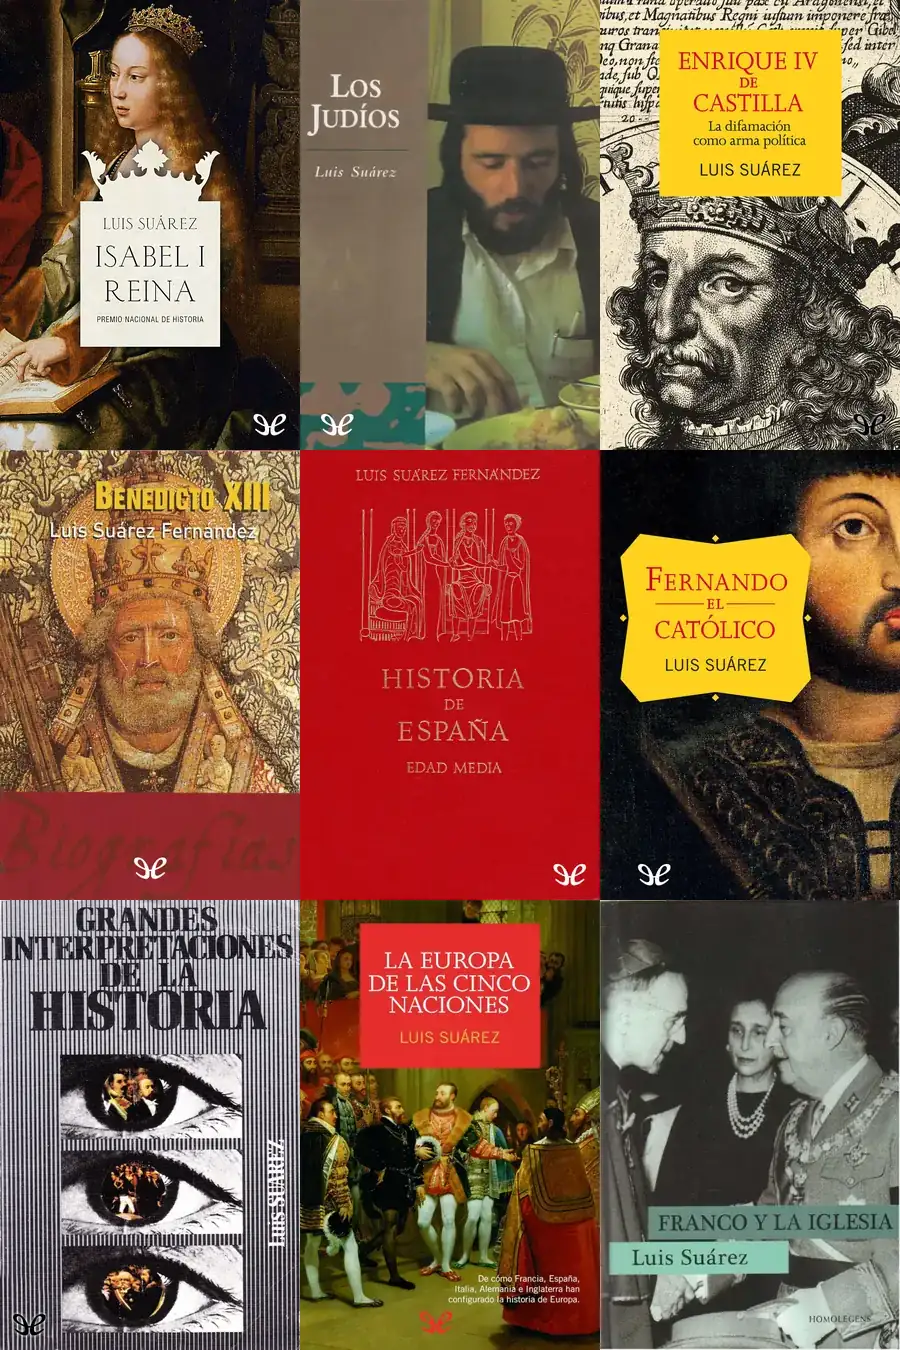 LUIS SUÁREZ
ISABEL I
REINA
PREMIO NACIONAL DE HISTORIA
LOS
JUDÍOS
Luis Suárez
ENRIQUE IV
DE
CASTILLA
La difamación
como arma política
LUIS SUÁREZ
BENEDICTO XIII
Luis Suárez Fernández
Biografías
LUIS SUÁREZ FERNÁNDEZ
HISTORIA
DE
ESPAÑA
EDAD MEDIA
FERNANDO
EL
CATÓLICO
LUIS SUÁREZ
GRANDES
INTERPRETACIONES
DE LA
HISTORIA
LUIS SUÁREZ
LA EUROPA
DE LAS CINCO
NACIONES
LUIS SUÁREZ
De cómo Francia, España,
Italia, Alemania e Inglaterra han
configurado la historia de Europa.
FRANCO Y LA IGLESIA
Luis Suárez
HOMOLEGENS